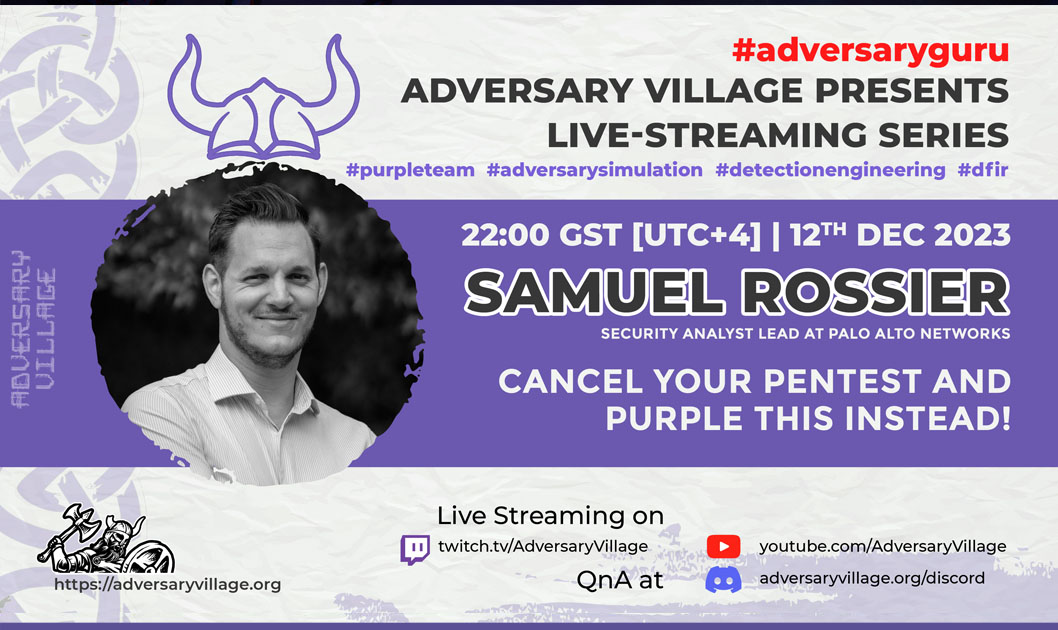 #adversaryguru
ADVERSARY VILLAGE PRESENTS
LIVE-STREAMING SERIES
#purpleteam #adversarysimulation #detectionengineering #dfir
22:00 GST [UTC+4] | 12TH DEC 2023
SAMUEL ROSSIER
SECURITY ANALYST LEAD AT PALO ALTO NETWORKS
CANCEL YOUR PENTEST AND
PURPLE THIS INSTEAD!
ADVERSARY
VILLAGE
Live Streaming on
twitch.tv/AdversaryVillage
youtube.com/AdversaryVillage
QnA at
adversaryvillage.org/discord
https://adversaryvillage.org